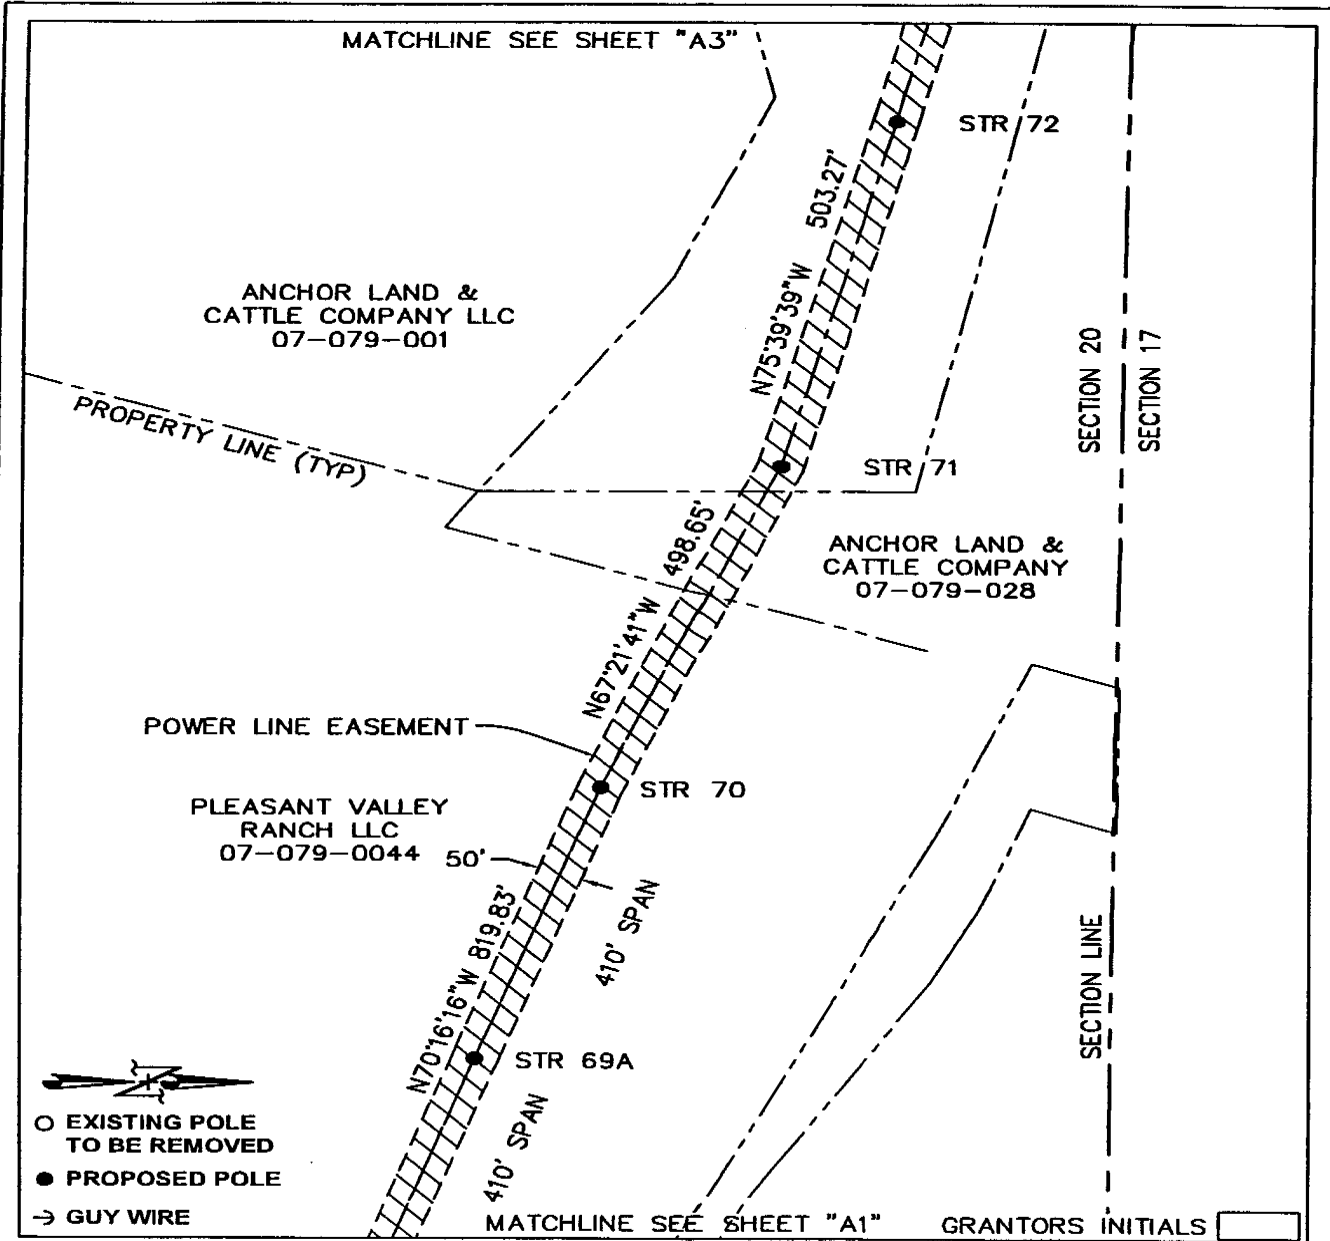 MATCHLINE SEE SHEET "A3"
STR 72
503.27'
N75°39'39"W
ANCHOR LAND &
CATTLE COMPANY LLC
07-079-001
SECTION 20
SECTION 17
PROPERTY LINE (TYP)
STR 71
498.65'
N67°21'41"W
ANCHOR LAND &
CATTLE COMPANY
07-079-028
POWER LINE EASEMENT
STR 70
PLEASANT VALLEY
RANCH LLC
07-079-0044
50'
410' SPAN
N70°16'16"W 819.83'
SECTION LINE
STR 69A
410' SPAN
EXISTING POLE
TO BE REMOVED
PROPOSED POLE
GUY WIRE
MATCHLINE SEE SHEET "A1"
GRANTORS INITIALS